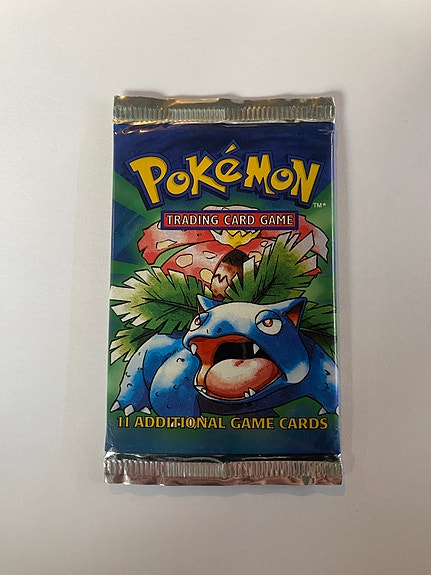 POKéMON
TM*
TRADING CARD GAME
11 ADDITIONAL GAME CARDS